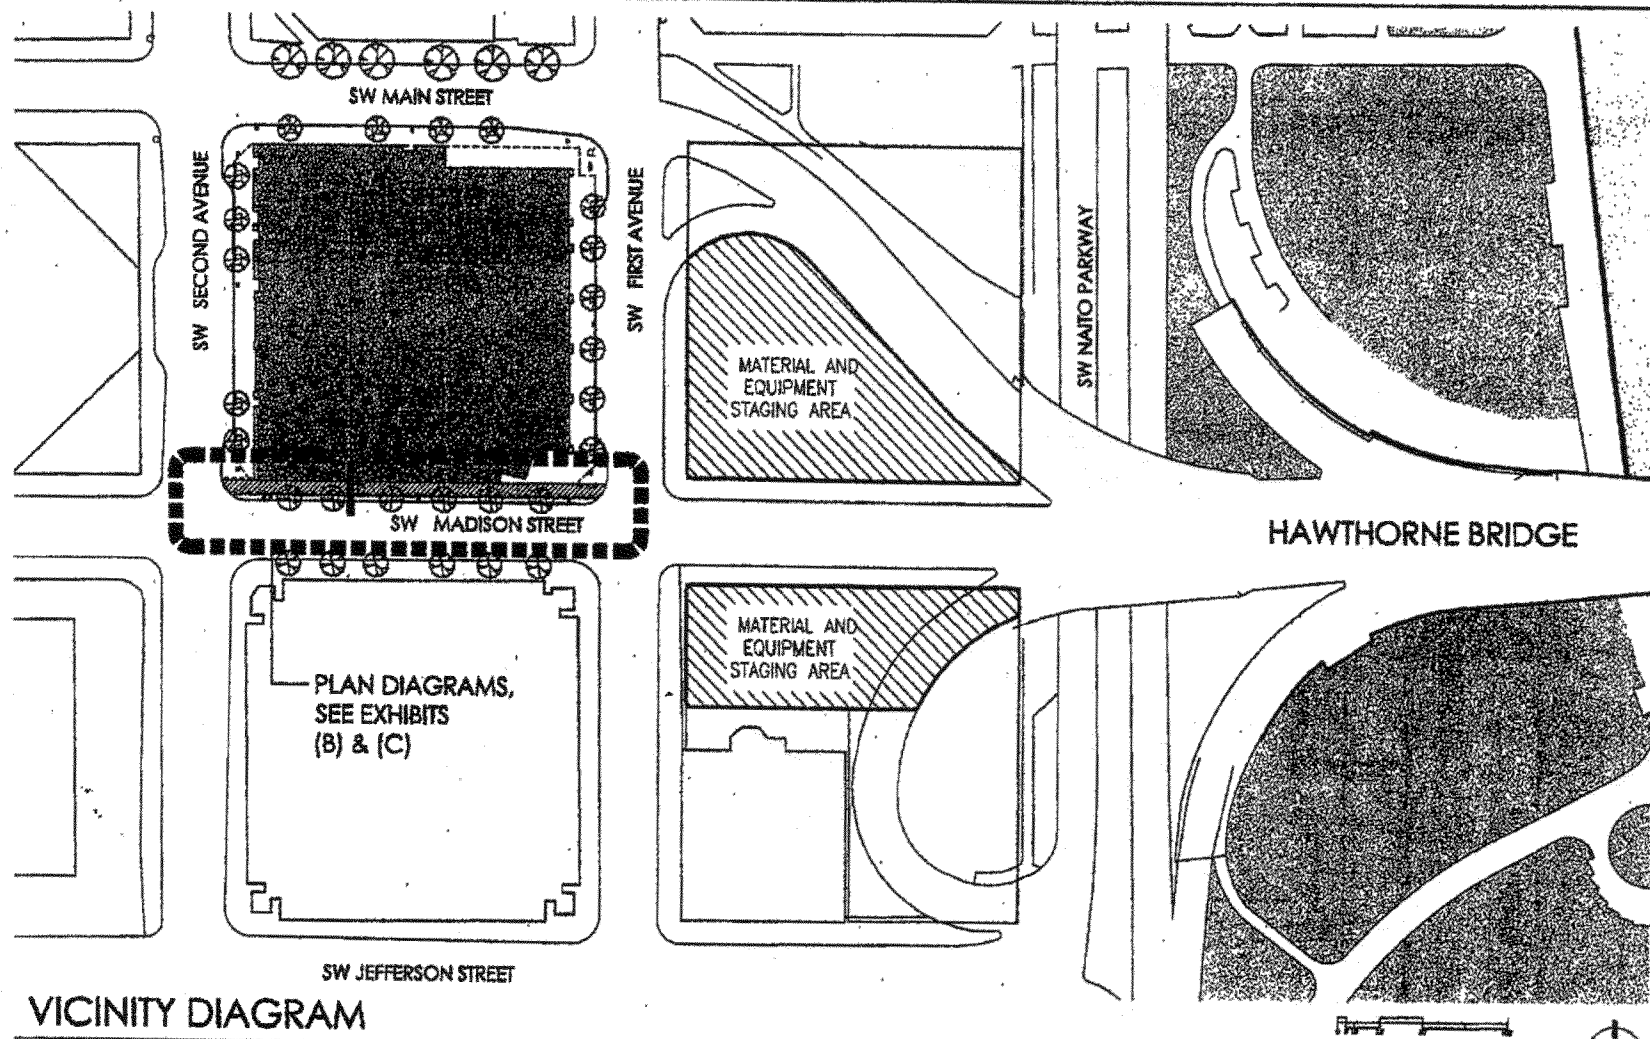 SW MAIN STREET
SW SECOND AVENUE
SW FIRST AVENUE
SW NAITO PARKWAY
MATERIAL AND
EQUIPMENT
STAGING AREA
SW MADISON STREET
HAWTHORNE BRIDGE
MATERIAL AND
EQUIPMENT
STAGING AREA
PLAN DIAGRAMS,
SEE EXHIBITS
(B) & (C)
SW JEFFERSON STREET
VICINITY DIAGRAM